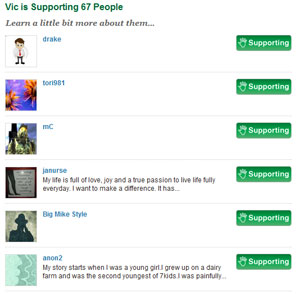 Vic is Supporting 67 People
Learn a little bit more about them...
drake
Supporting
tori981
Supporting
mC
Supporting
janurse
My life is full of love, joy and a true passion to live life fully
everyday. I want to make a difference. It has...
Supporting
Big Mike Style
Supporting
anon2
My story starts when I was a young girl.I grew up on a dairy
farm and was the second youngest of 7kids.I was painfully...
Supporting